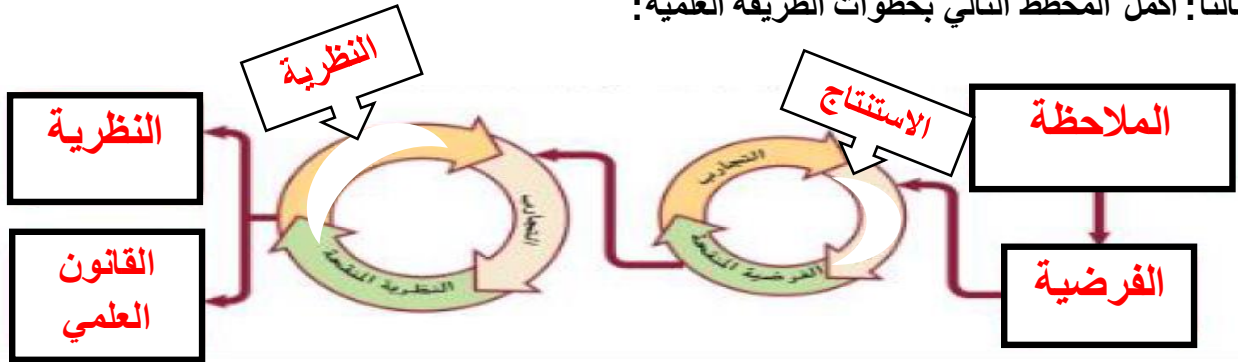 ثالثا: أكمل المخطط التالي بخطوات الطريقة العلمية:
الملاحظة
الفرضية
الاستنتاج
التجارب
الفرضية المنقحة
النظرية
التجارب
النظرية المنقحة
النظرية
القانون
العلمي